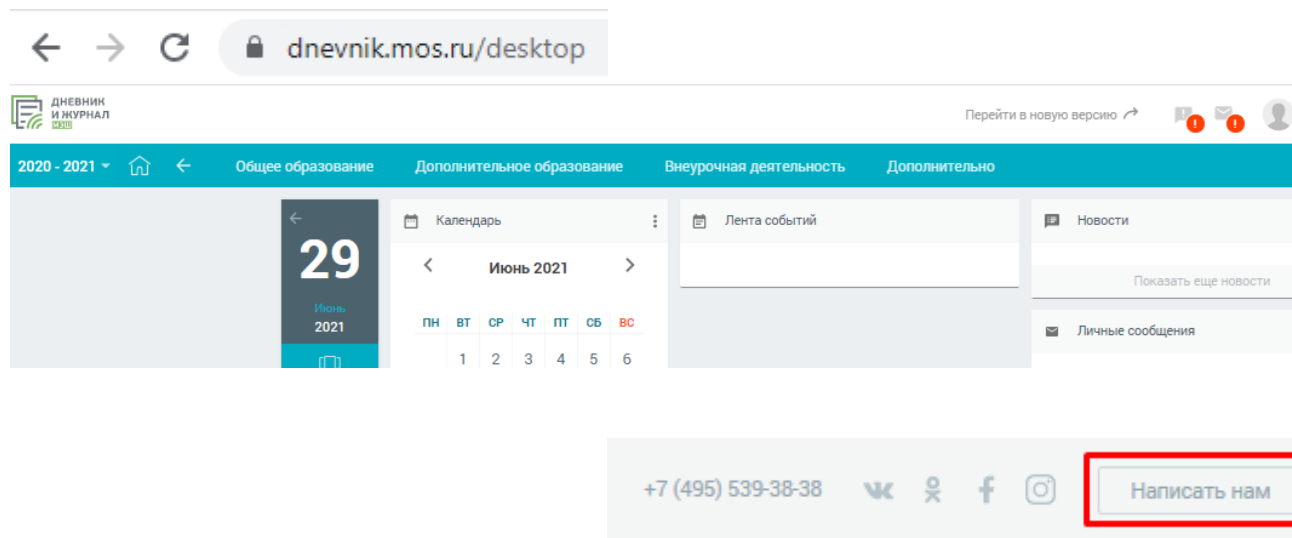 dnevnik.mos.ru/desktop
ДНЕВНИК
И ЖУРНАЛ
МЭШ
Перейти в новую версию
2020 - 2021
Общее образование
Дополнительное образование
Внеурочная деятельность
Дополнительно
29
Июнь
2021
Календарь
Июнь 2021
ПН ВТ СР ЧТ ПТ СБ ВС
1 2 3 4 5 6
Лента событий
Новости
Показать еще новости
Личные сообщения
+7 (495) 539-38-38
Написать нам